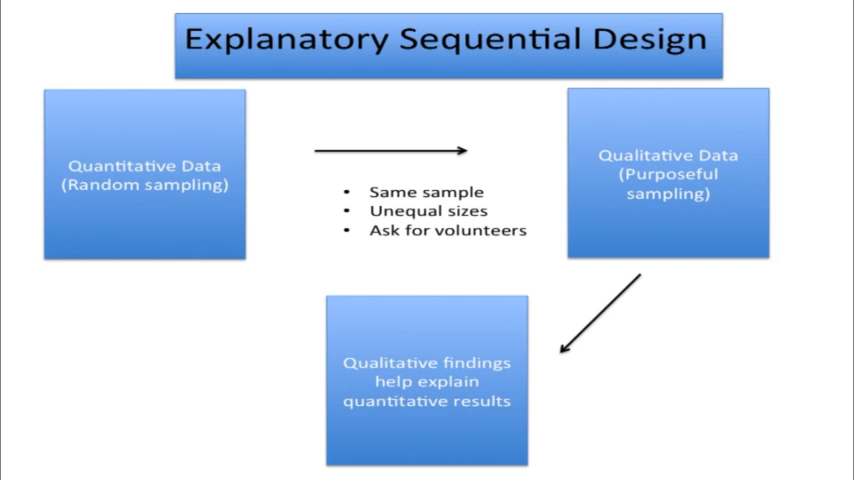 Explanatory Sequential Design
Quantitative Data
(Random sampling)
• Same sample
• Unequal sizes
• Ask for volunteers
Qualitative Data
(Purposeful
sampling)
Qualitative findings
help explain
quantitative results